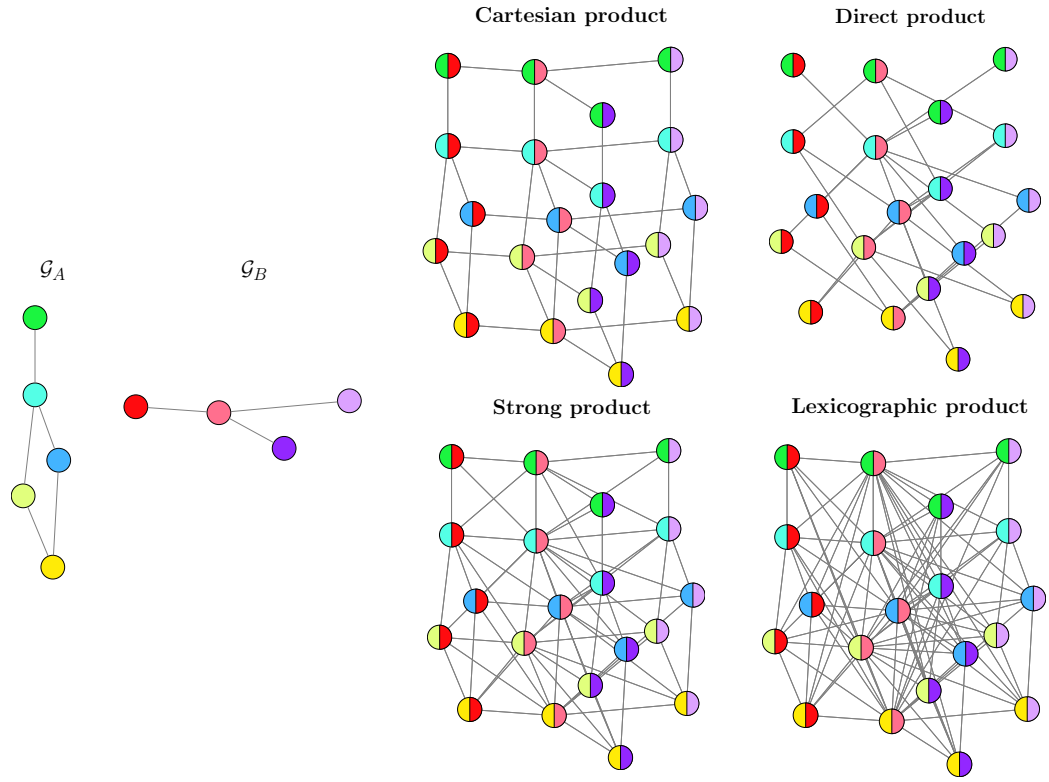 Cartesian product
Direct product
𝒢_A
𝒢_B
Strong product
Lexicographic product